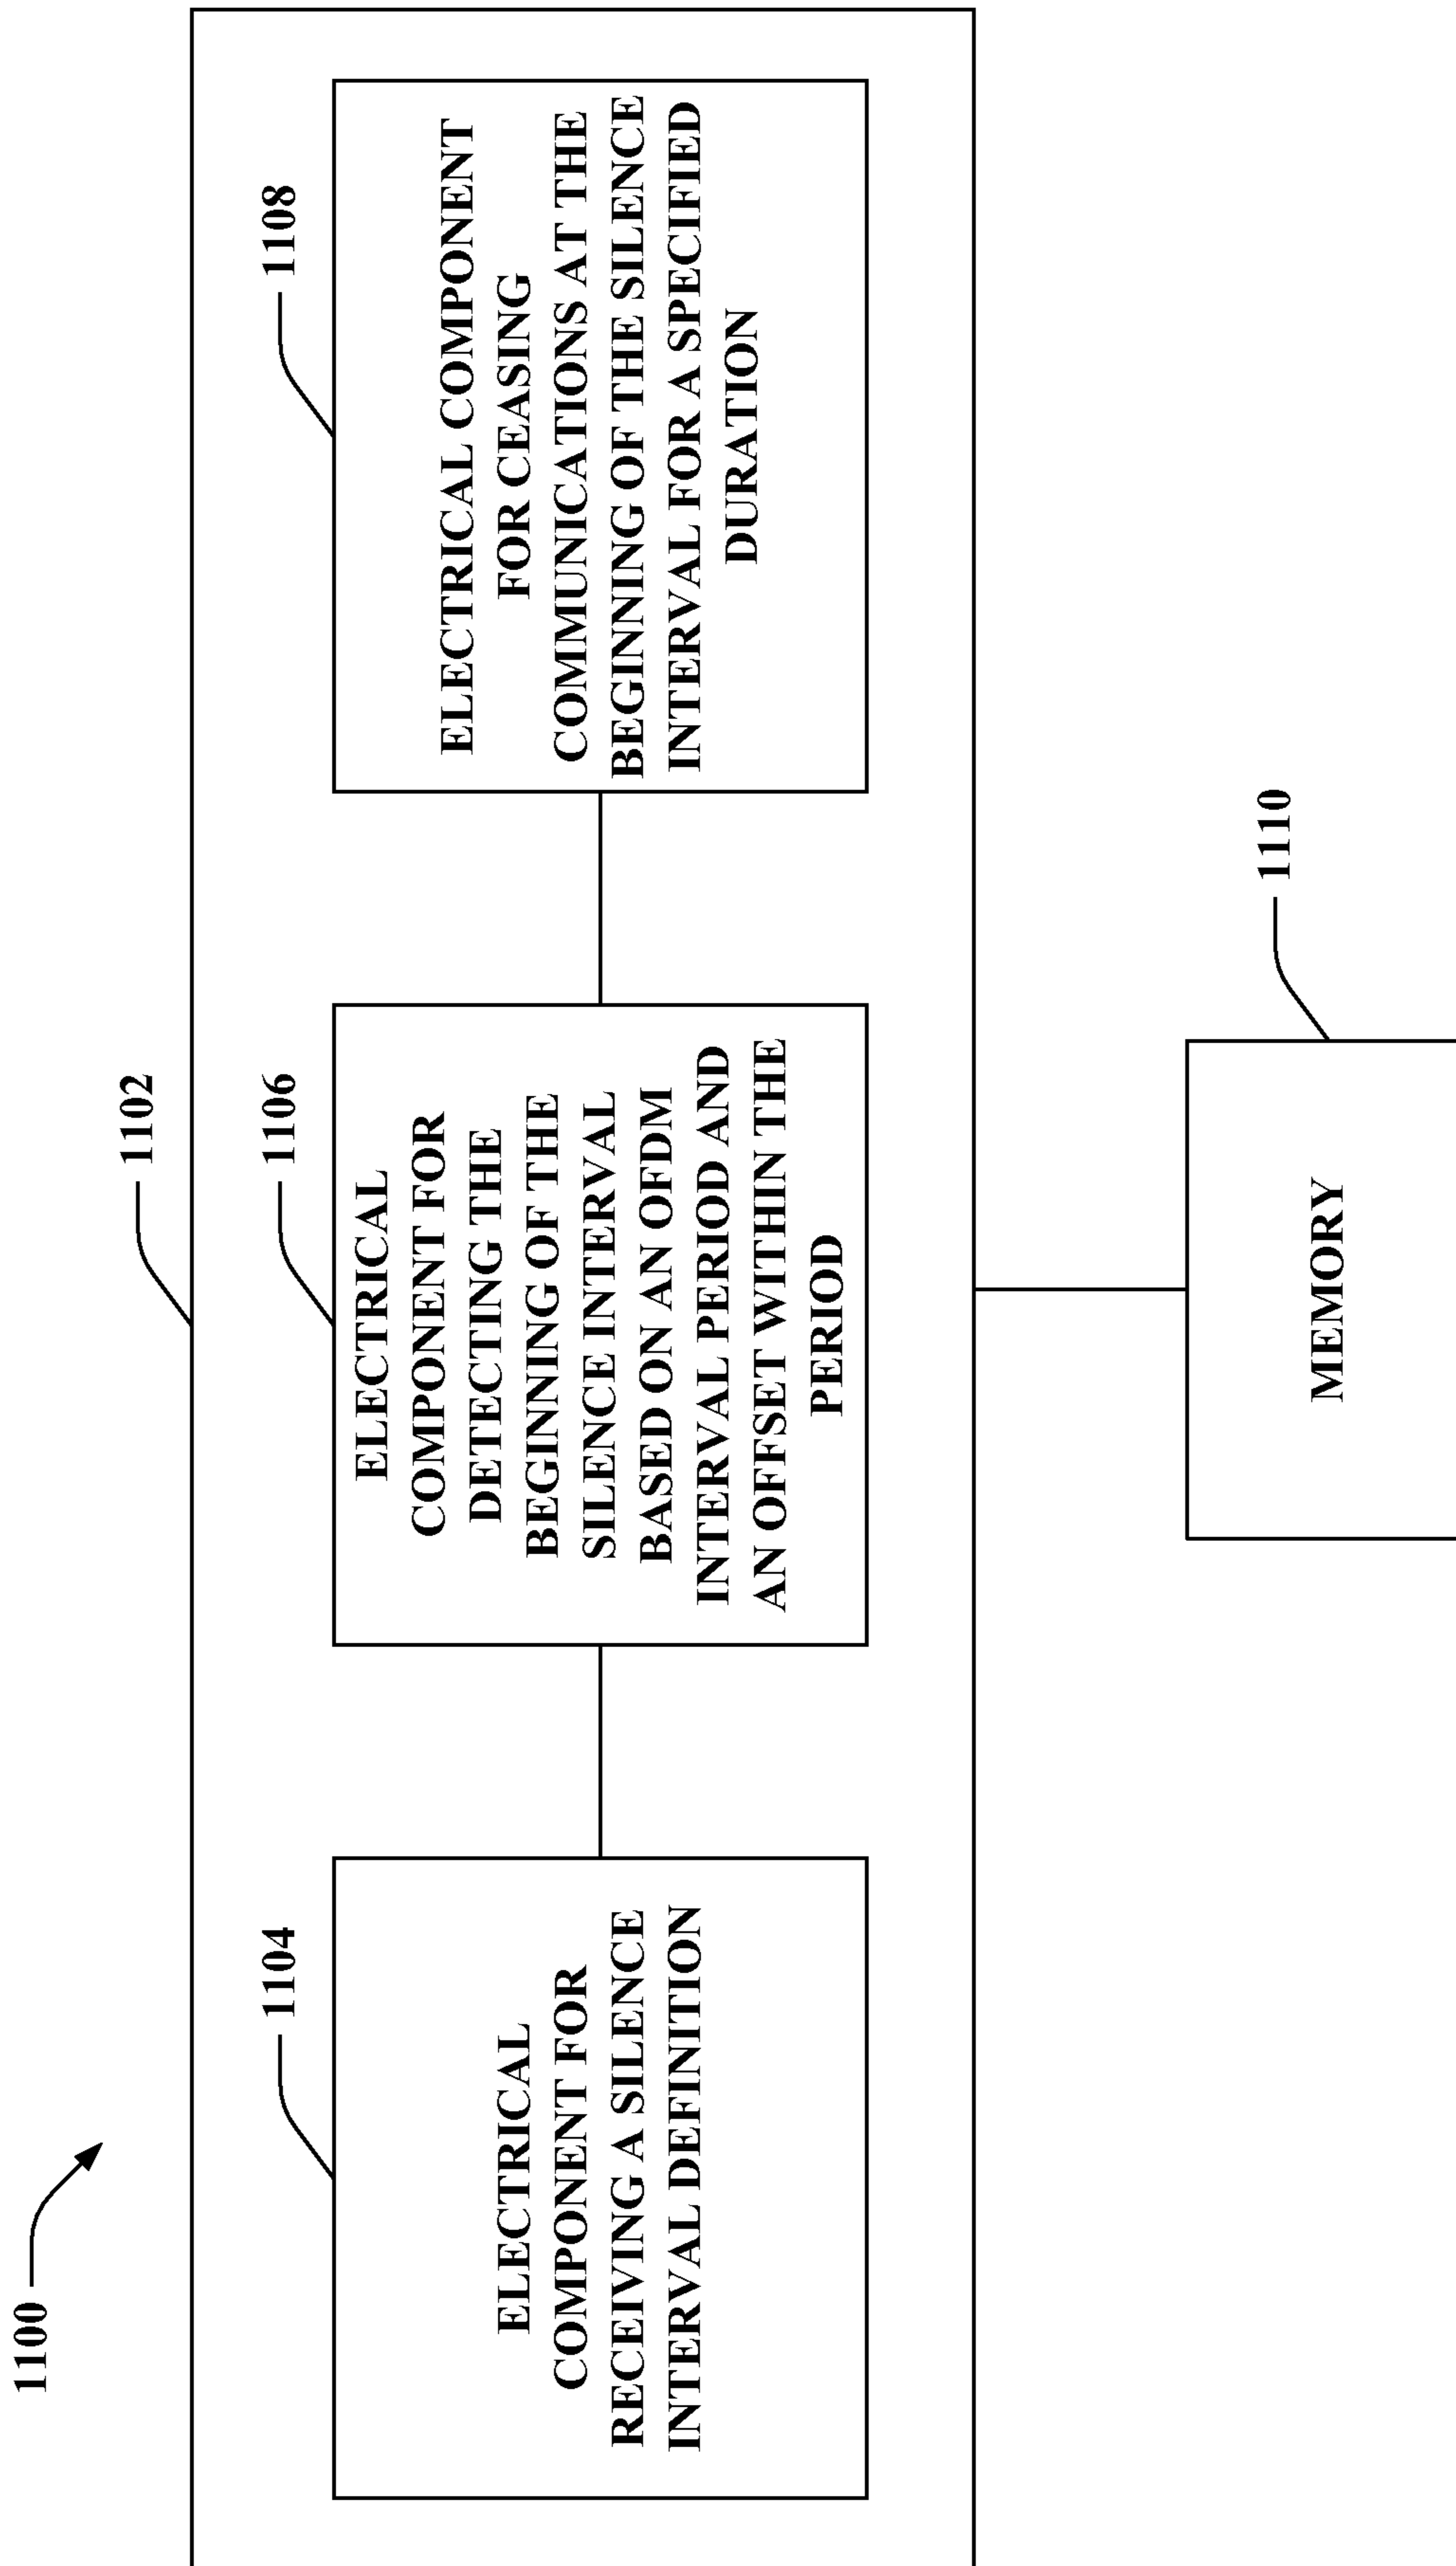 1100
1102
1104
ELECTRICAL
COMPONENT FOR
RECEIVING A SILENCE
INTERVAL DEFINITION
1106
ELECTRICAL
COMPONENT FOR
DETECTING THE
BEGINNING OF THE
SILENCE INTERVAL
BASED ON AN OFDM
INTERVAL PERIOD AND
AN OFFSET WITHIN THE
PERIOD
1108
ELECTRICAL COMPONENT
FOR CEASING
COMMUNICATIONS AT THE
BEGINNING OF THE SILENCE
INTERVAL FOR A SPECIFIED
DURATION
1110
MEMORY